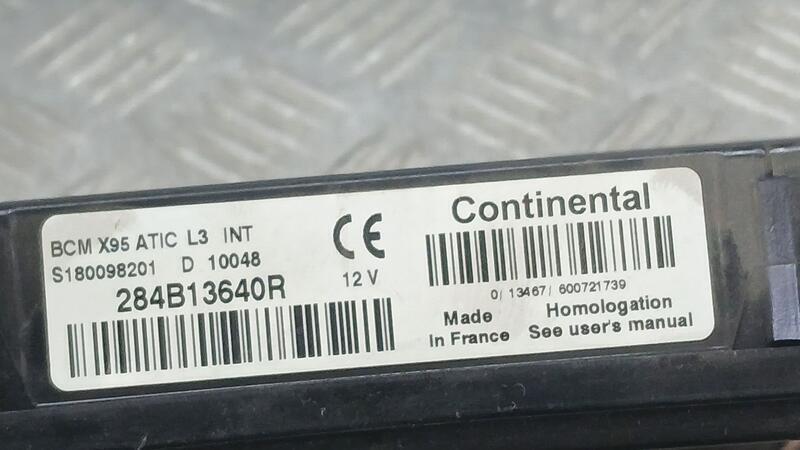 BCM X95 ATIC L3 INT
S180098201 D 10048
284B13640R
CE
12 V
Continental
0/ 13467/ 600721739
Made
In France
Homologation
See user's manual